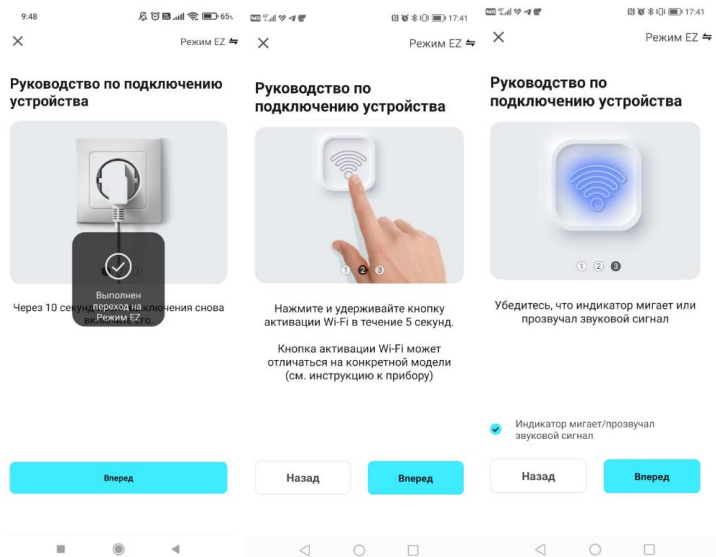 9:48
65%
Режим EZ
Руководство по подключению
устройства
Выполнен
переход на
Режим EZ
Через 10 секунд
включения снова
включите его.
Вперед
17:41
Режим EZ
Руководство по
подключению устройства
1 2 3
Нажмите и удерживайте кнопку
активации Wi-Fi в течение 5 секунд.
Кнопка активации Wi-Fi может
отличаться на конкретной модели
(см. инструкцию к прибору)
Назад
Вперед
17:41
Режим EZ
Руководство по
подключению устройства
1 2 3
Убедитесь, что индикатор мигает или
прозвучал звуковой сигнал
Индикатор мигает/прозвучал
звуковой сигнал
Назад
Вперед